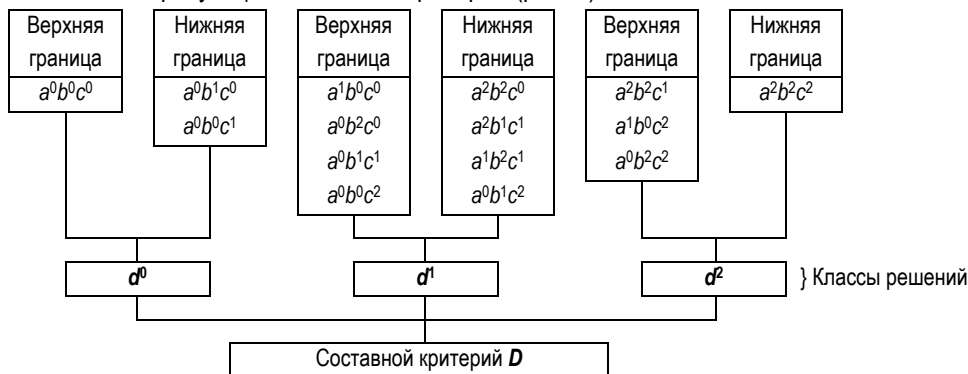 Верхняя граница
Нижняя граница
Верхняя граница
Нижняя граница
Верхняя граница
Нижняя граница
a⁰b⁰c⁰
a⁰b¹c⁰
a⁰b⁰c¹
a¹b⁰c⁰
a⁰b²c⁰
a⁰b¹c¹
a⁰b⁰c²
a²b²c⁰
a²b¹c¹
a¹b²c¹
a⁰b¹c²
a²b²c¹
a¹b⁰c²
a⁰b²c²
a²b²c²
d⁰
d¹
d²
} Классы решений
Составной критерий D